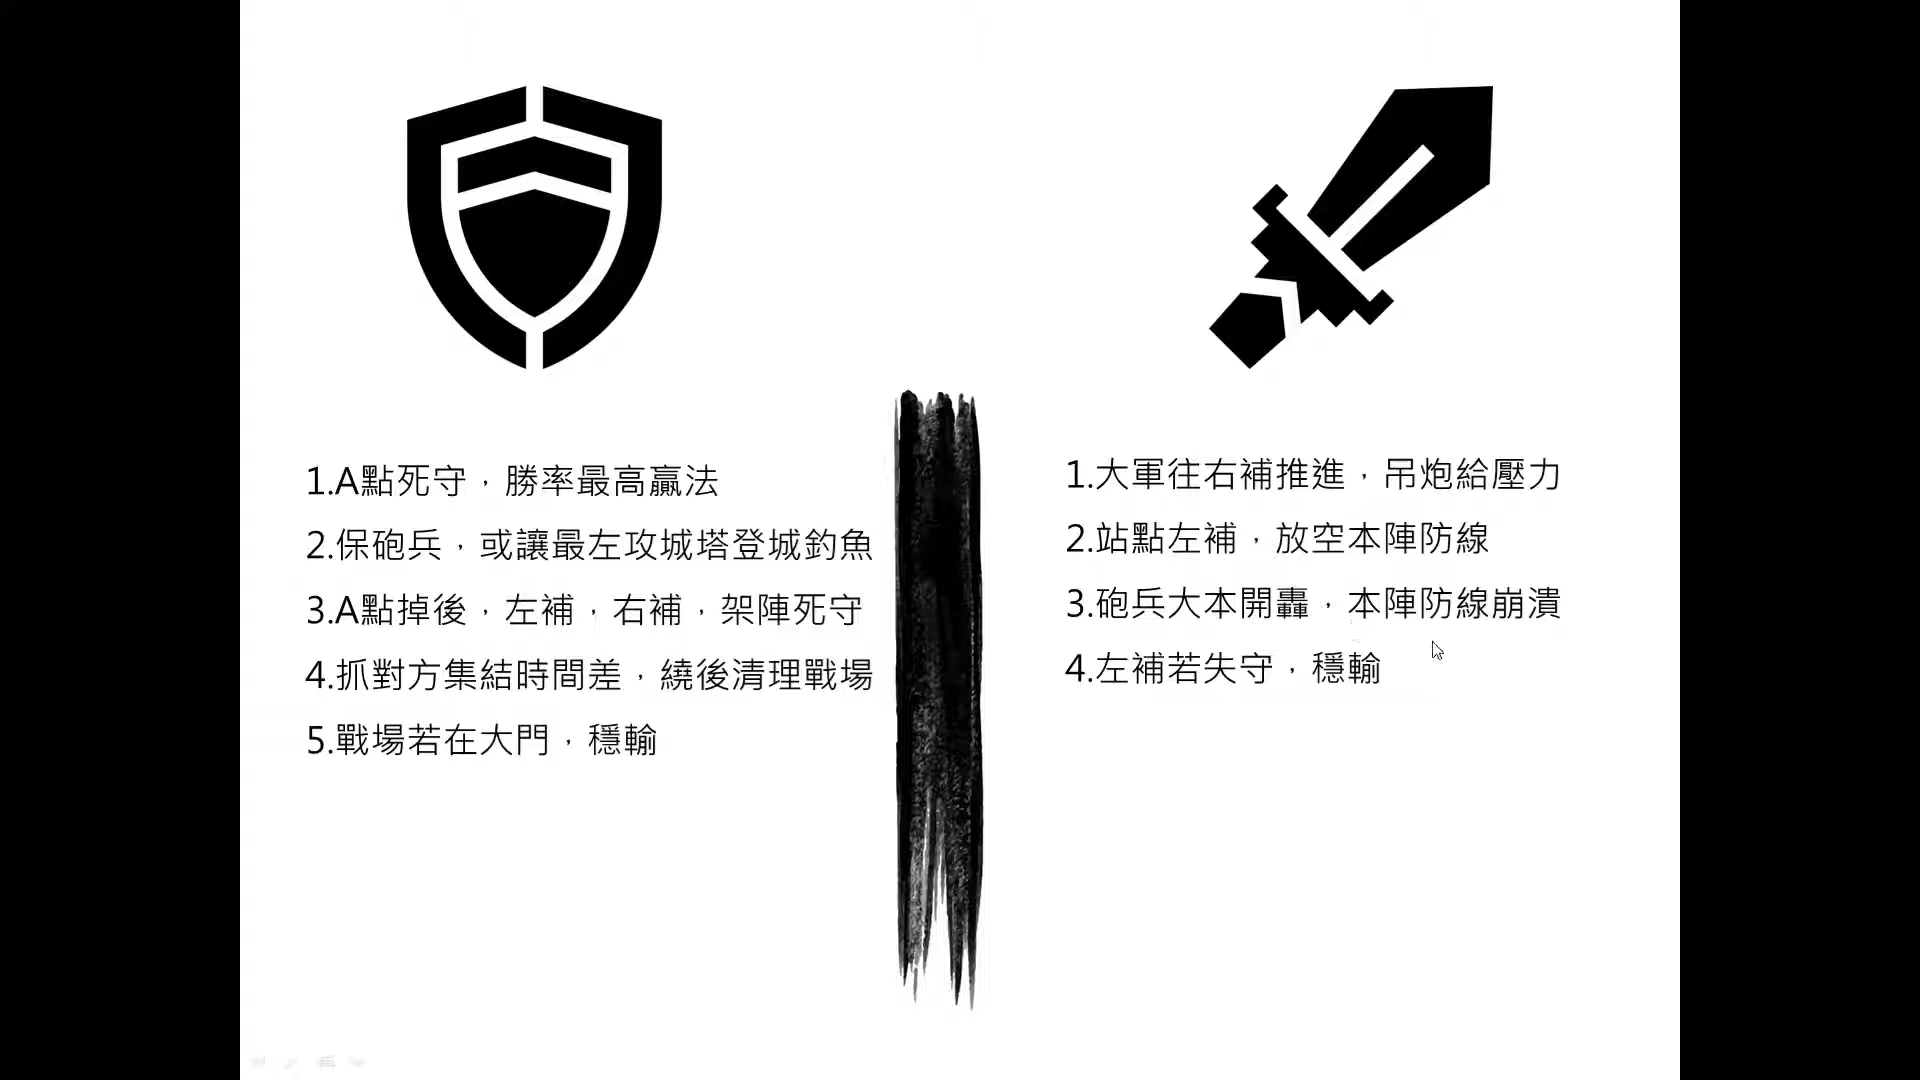 1.A點死守，勝率最高贏法
2.保砲兵，或讓最左攻城塔登城釣魚
3.A點掉後，左補，右補，架陣死守
4.抓對方集結時間差，繞後清理戰場
5.戰場若在大門，穩輸
1.大軍往右補推進，吊炮給壓力
2.站點左補，放空本陣防線
3.砲兵大本開轟，本陣防線崩潰
4.左補若失守，穩輸